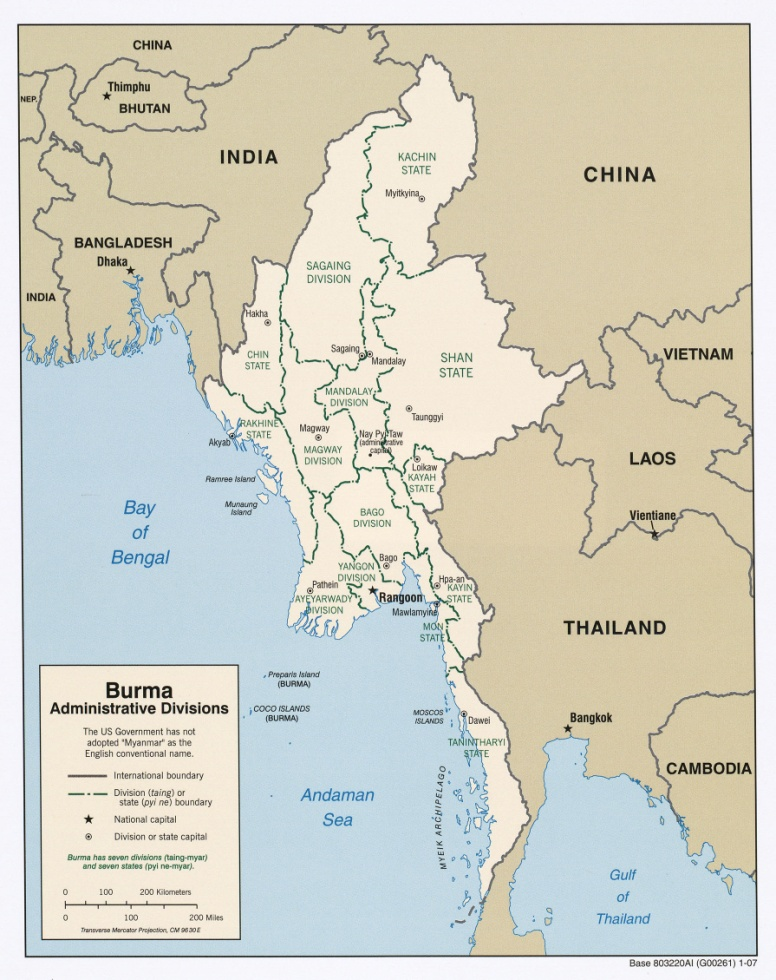 CHINA
Thimphu
BHUTAN
NEP.
INDIA
CHINA
KACHIN
STATE
Myitkyina
BANGLADESH
Dhaka
INDIA
SAGAING
DIVISION
Hakha
CHIN
STATE
Sagaing
Mandalay
SHAN
STATE
VIETNAM
MANDALAY
DIVISION
Taunggyi
RAKHINE
STATE
Akyab
Magway
MAGWAY
DIVISION
Nay Pyi Taw
(administrative
capital)
Loikaw
KAYAH
STATE
LAOS
Vientiane
Ramree Island
Munaung
Island
Bay
of
Bengal
BAGO
DIVISION
YANGON
DIVISION
Bago
Pathein
AYEYARWADY
DIVISION
Rangoon
Hpa-an
KAYIN
STATE
Mawlamyine
MON
STATE
THAILAND
Preparis Island
(BURMA)
COCO ISLANDS
(BURMA)
MOSCOS
ISLANDS
Dawei
TANINTHARYI
STATE
Bangkok
CAMBODIA
Andaman
Sea
MYEIK ARCHIPELAGO
Gulf
of
Thailand
Burma
Administrative Divisions
The US Government has not
adopted "Myanmar" as the
English conventional name.
International boundary
Division (taing) or
state (pyi ne) boundary
National capital
Division or state capital
Burma has seven divisions (taing-myar)
and seven states (pyi ne-myar).
0 100 200 Kilometers
0 100 200 Miles
Transverse Mercator Projection, CM 96 30 E
Base 803220AI (G00261) 1-07